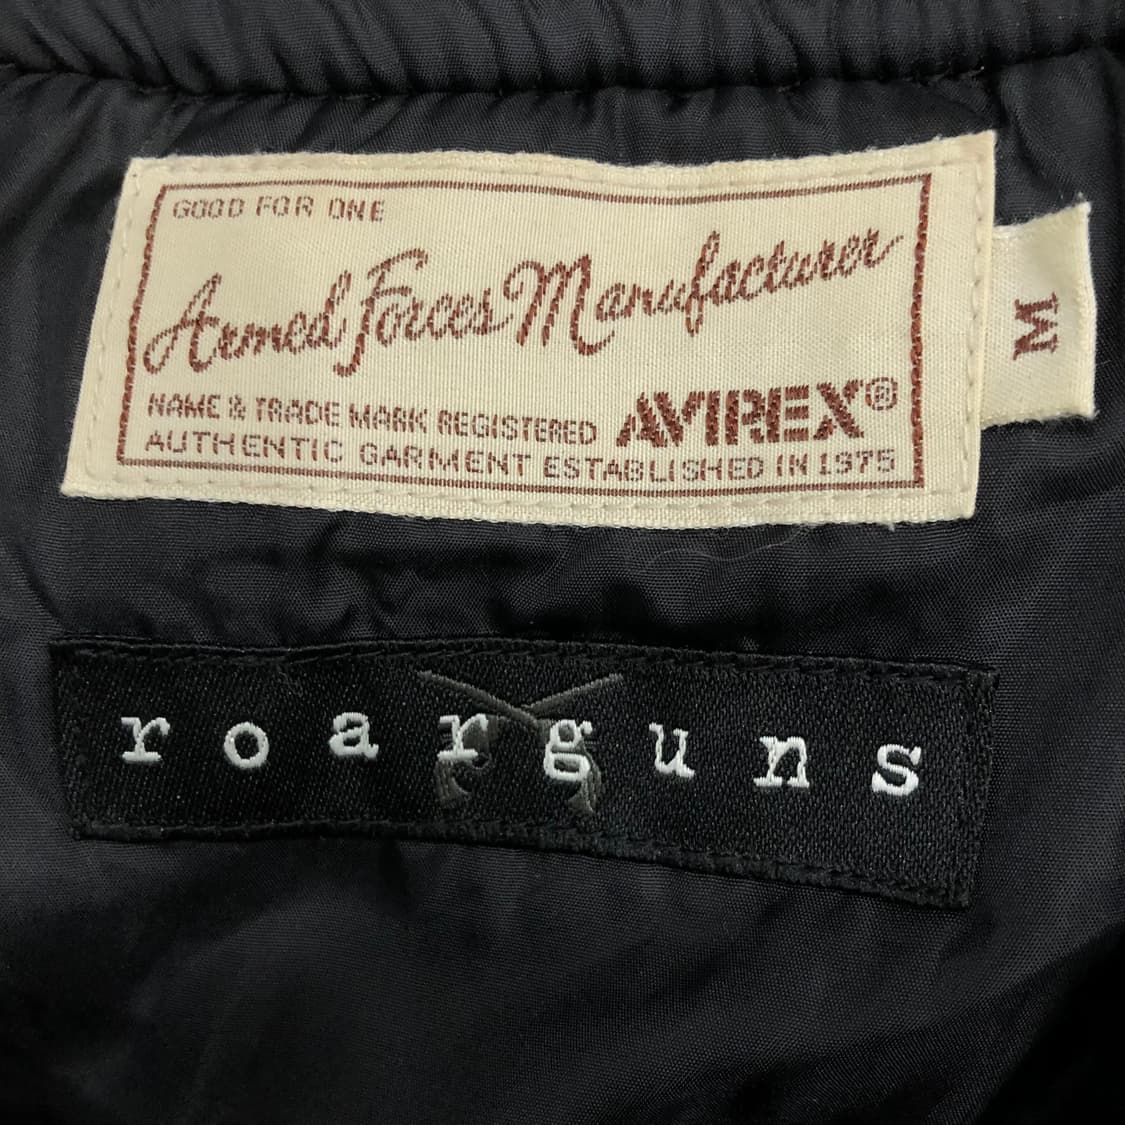 GOOD FOR ONE
Armed Forces Manufacturer
NAME & TRADE MARK REGISTERED AVIREX®
AUTHENTIC GARMENT ESTABLISHED IN 1975
M
roarguns